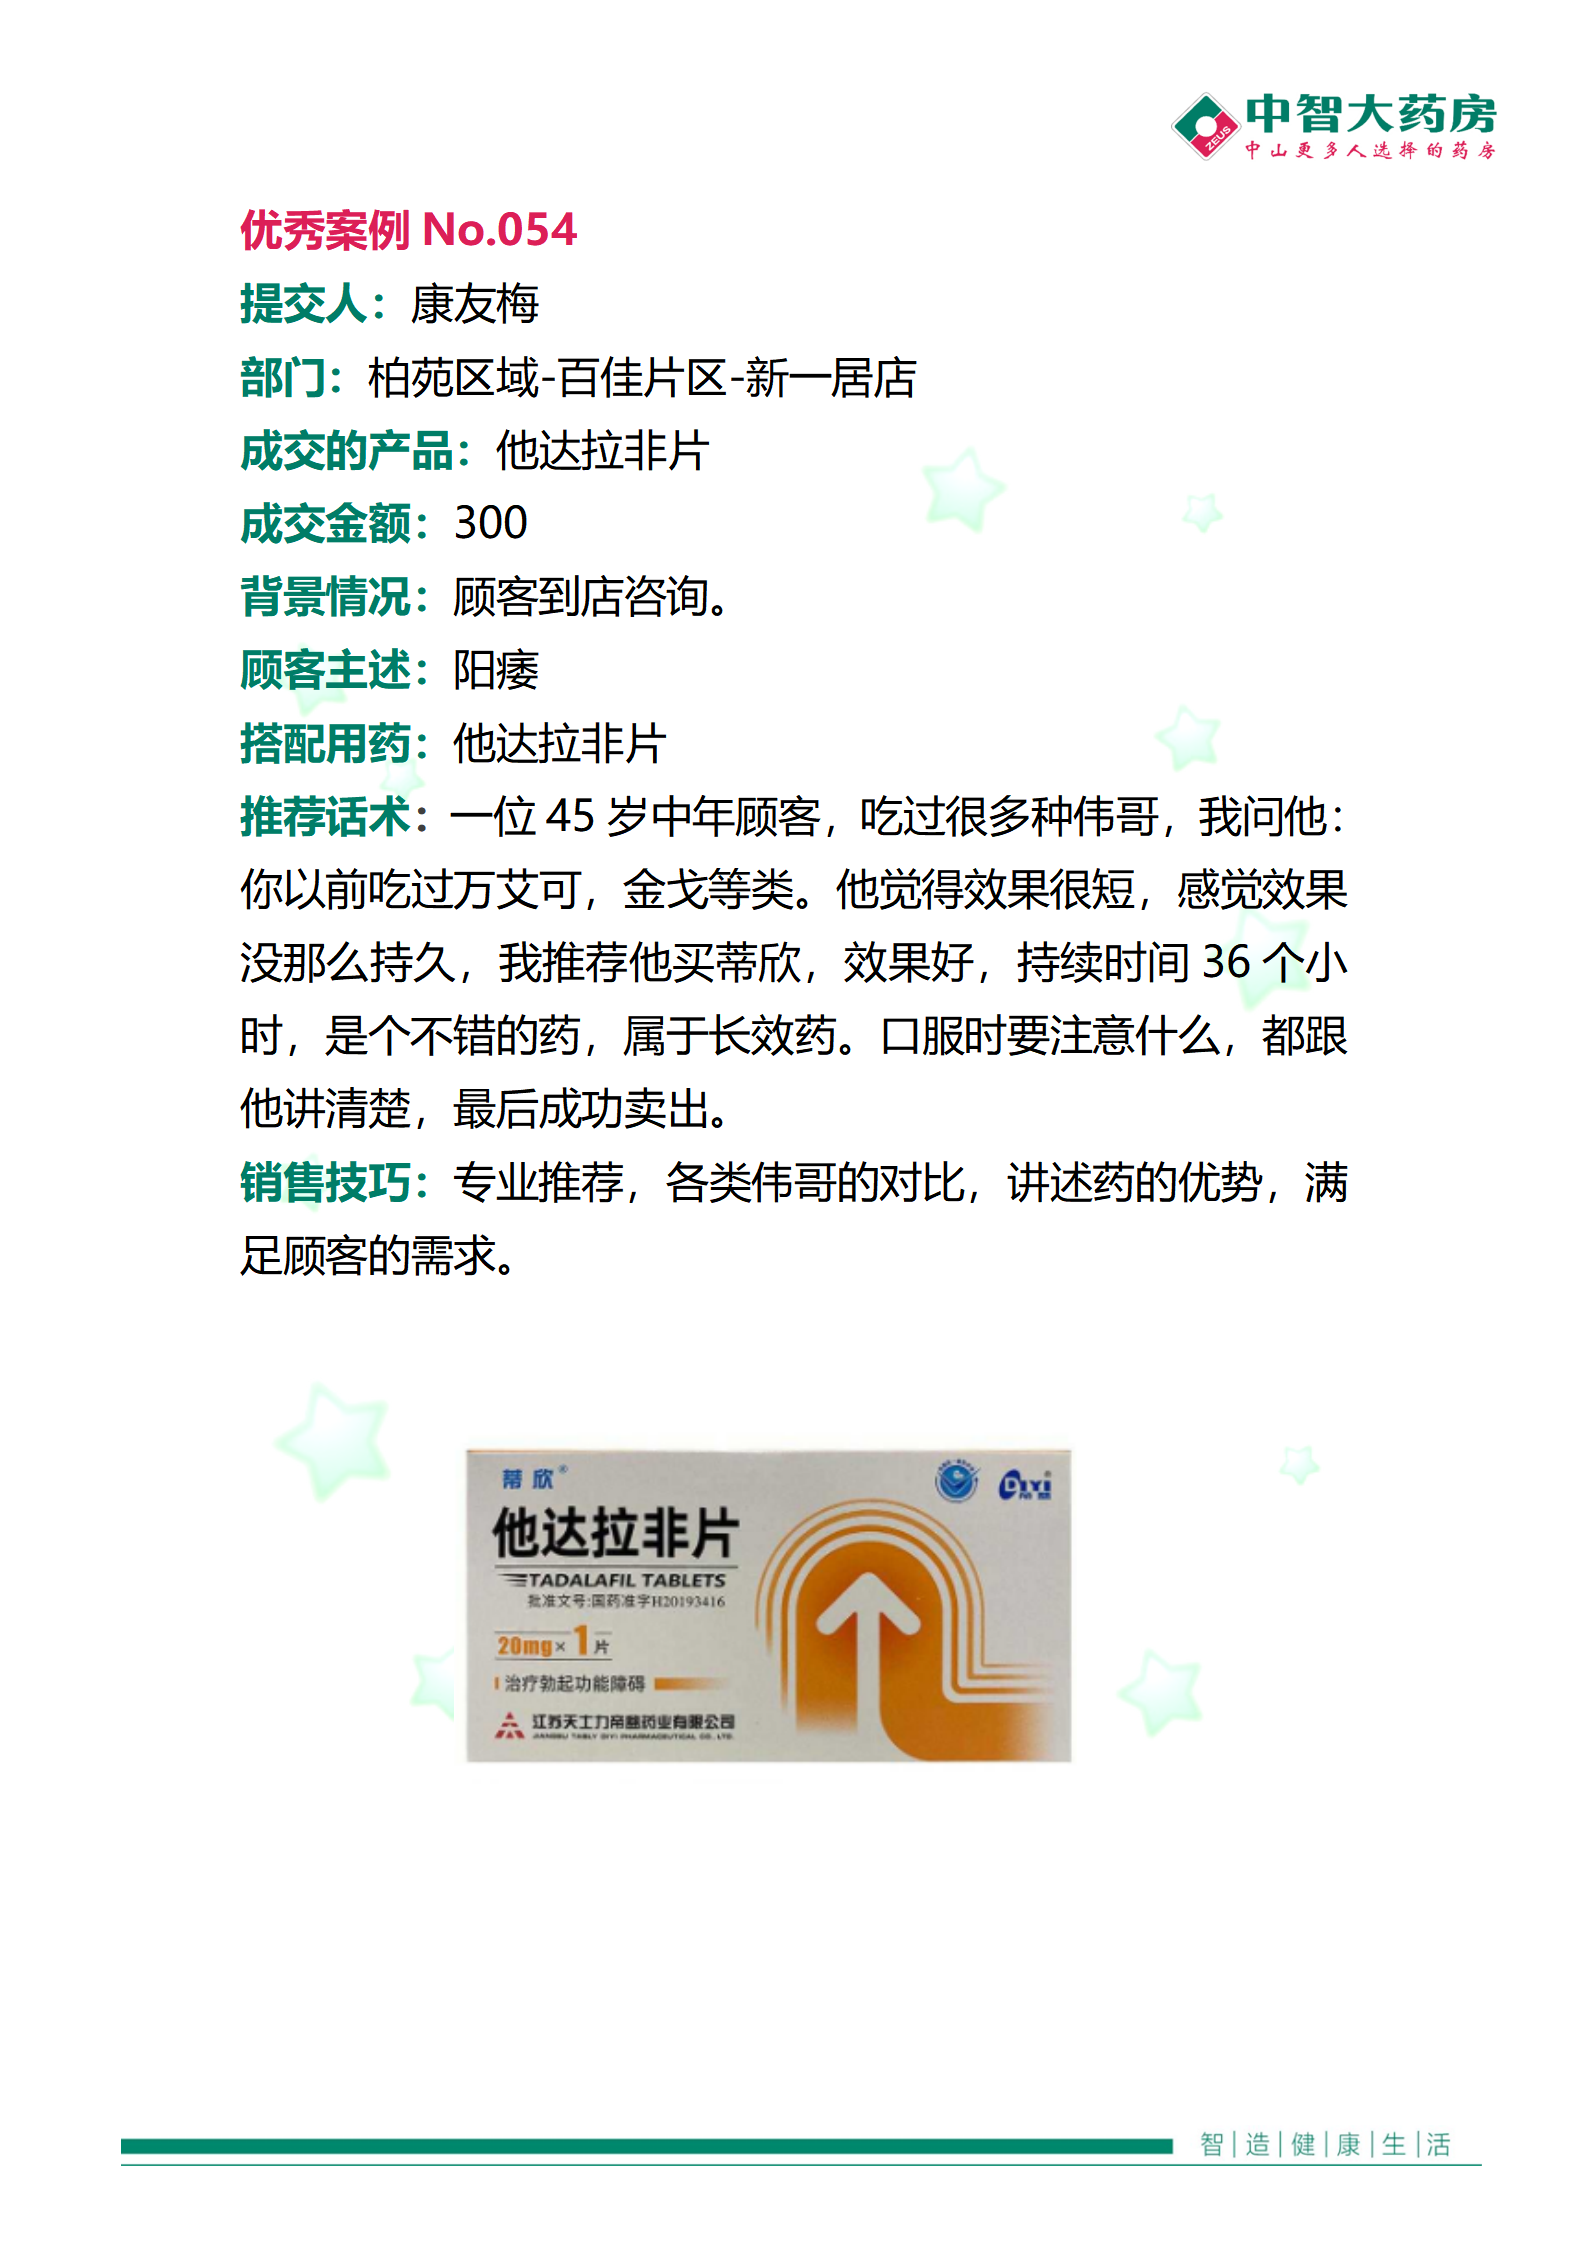 中智大药房
ZEUS
中山更多人选择的药房
优秀案例 No.054
提交人：康友梅
部门：柏苑区域-百佳片区-新一居店
成交的产品：他达拉非片
成交金额：300
背景情况：顾客到店咨询。
顾客主述：阳痿
搭配用药：他达拉非片
推荐话术：一位 45 岁中年顾客，吃过很多种伟哥，我问他：
你以前吃过万艾可，金戈等类。他觉得效果很短，感觉效果
没那么持久，我推荐他买蒂欣，效果好，持续时间 36 个小
时，是个不错的药，属于长效药。口服时要注意什么，都跟
他讲清楚，最后成功卖出。
销售技巧：专业推荐，各类伟哥的对比，讲述药的优势，满
足顾客的需求。
蒂欣®
DIYI®
他达拉非片
TADALAFIL TABLETS
批准文号:国药准字H20193416
20mg×1片
治疗勃起功能障碍
江苏天士力帝益药业有限公司
JIANGSU TASLY DIYI PHARMACEUTICAL CO., LTD.
智|造|健|康|生|活